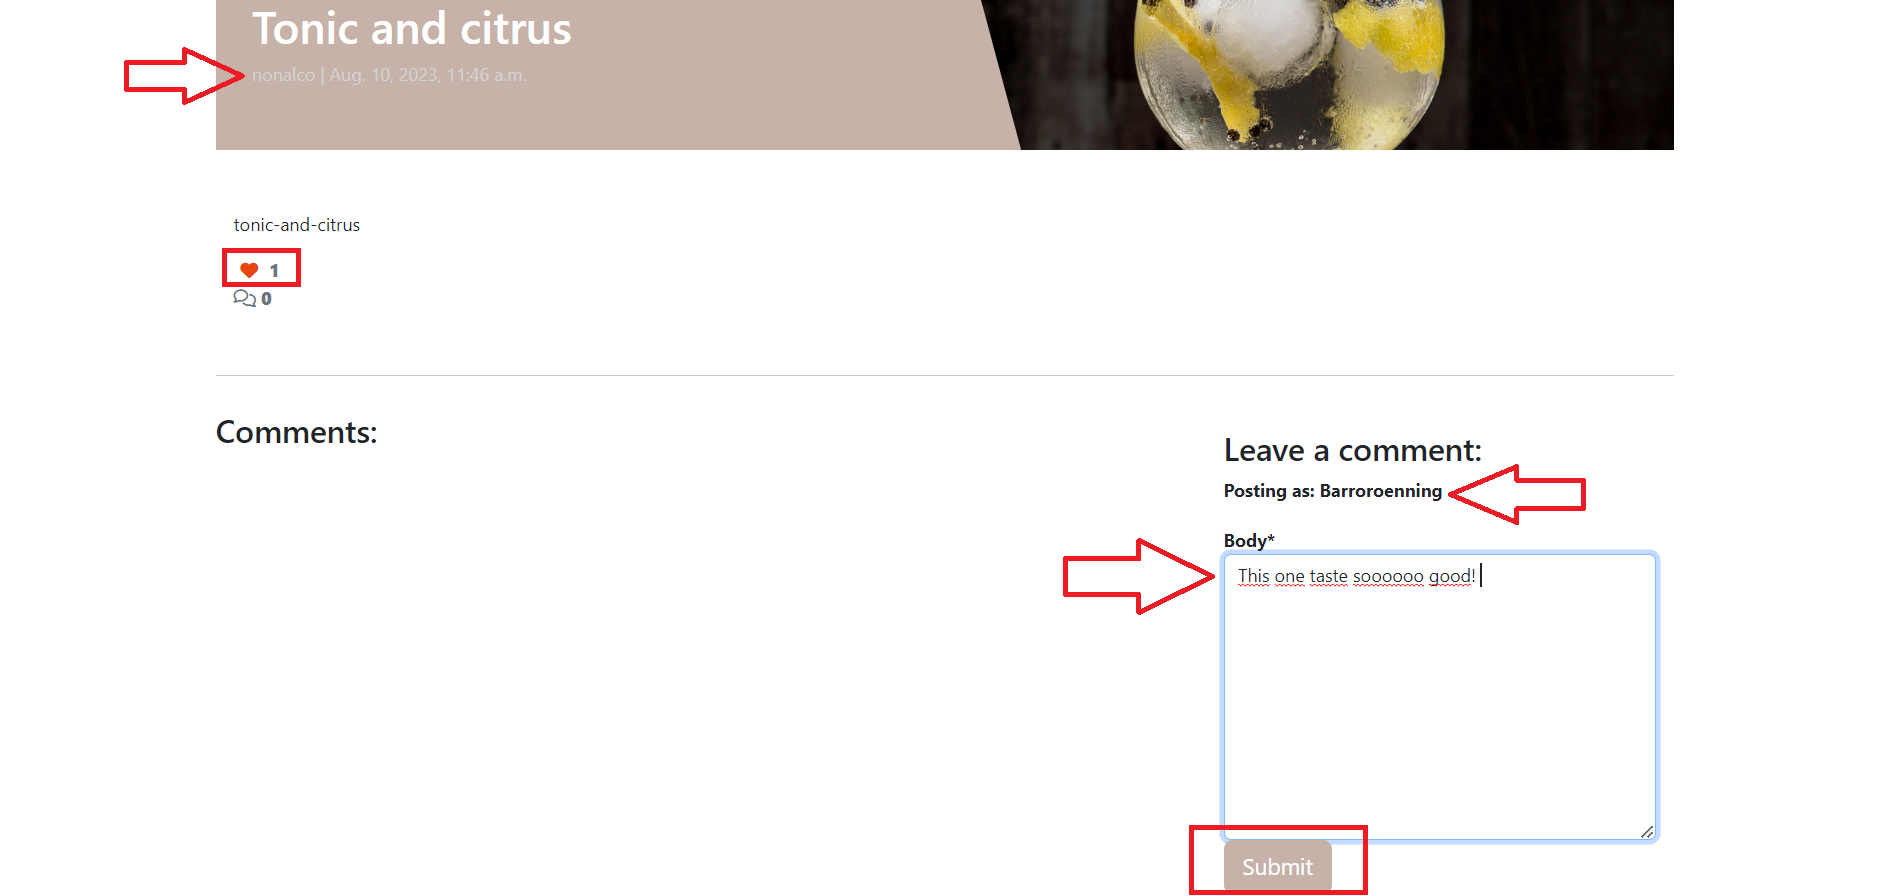 Tonic and citrus
nonalco | Aug. 10, 2023, 11:46 a.m.
tonic-and-citrus
1
0
Comments:
Leave a comment:
Posting as: Barroroenning
Body*
This one taste soooooo good!
Submit